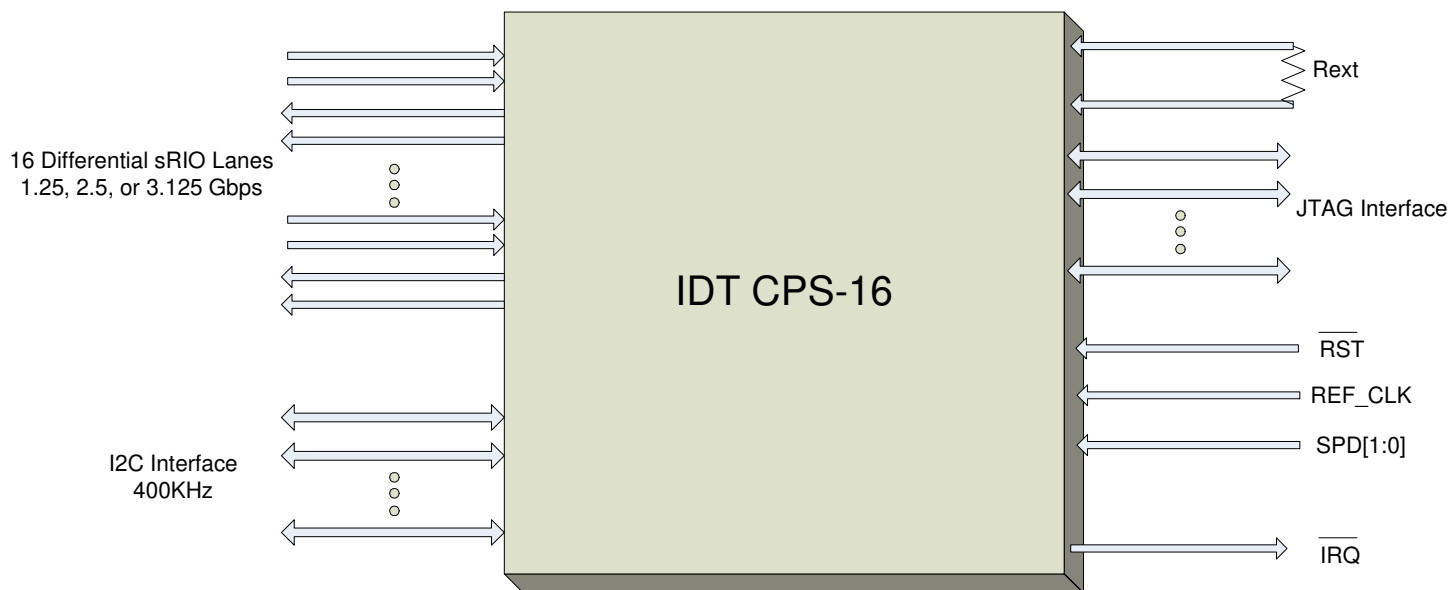 16 Differential sRIO Lanes
1.25, 2.5, or 3.125 Gbps
I2C Interface
400KHz
IDT CPS-16
Rext
JTAG Interface
RST
REF_CLK
SPD[1:0]
IRQ